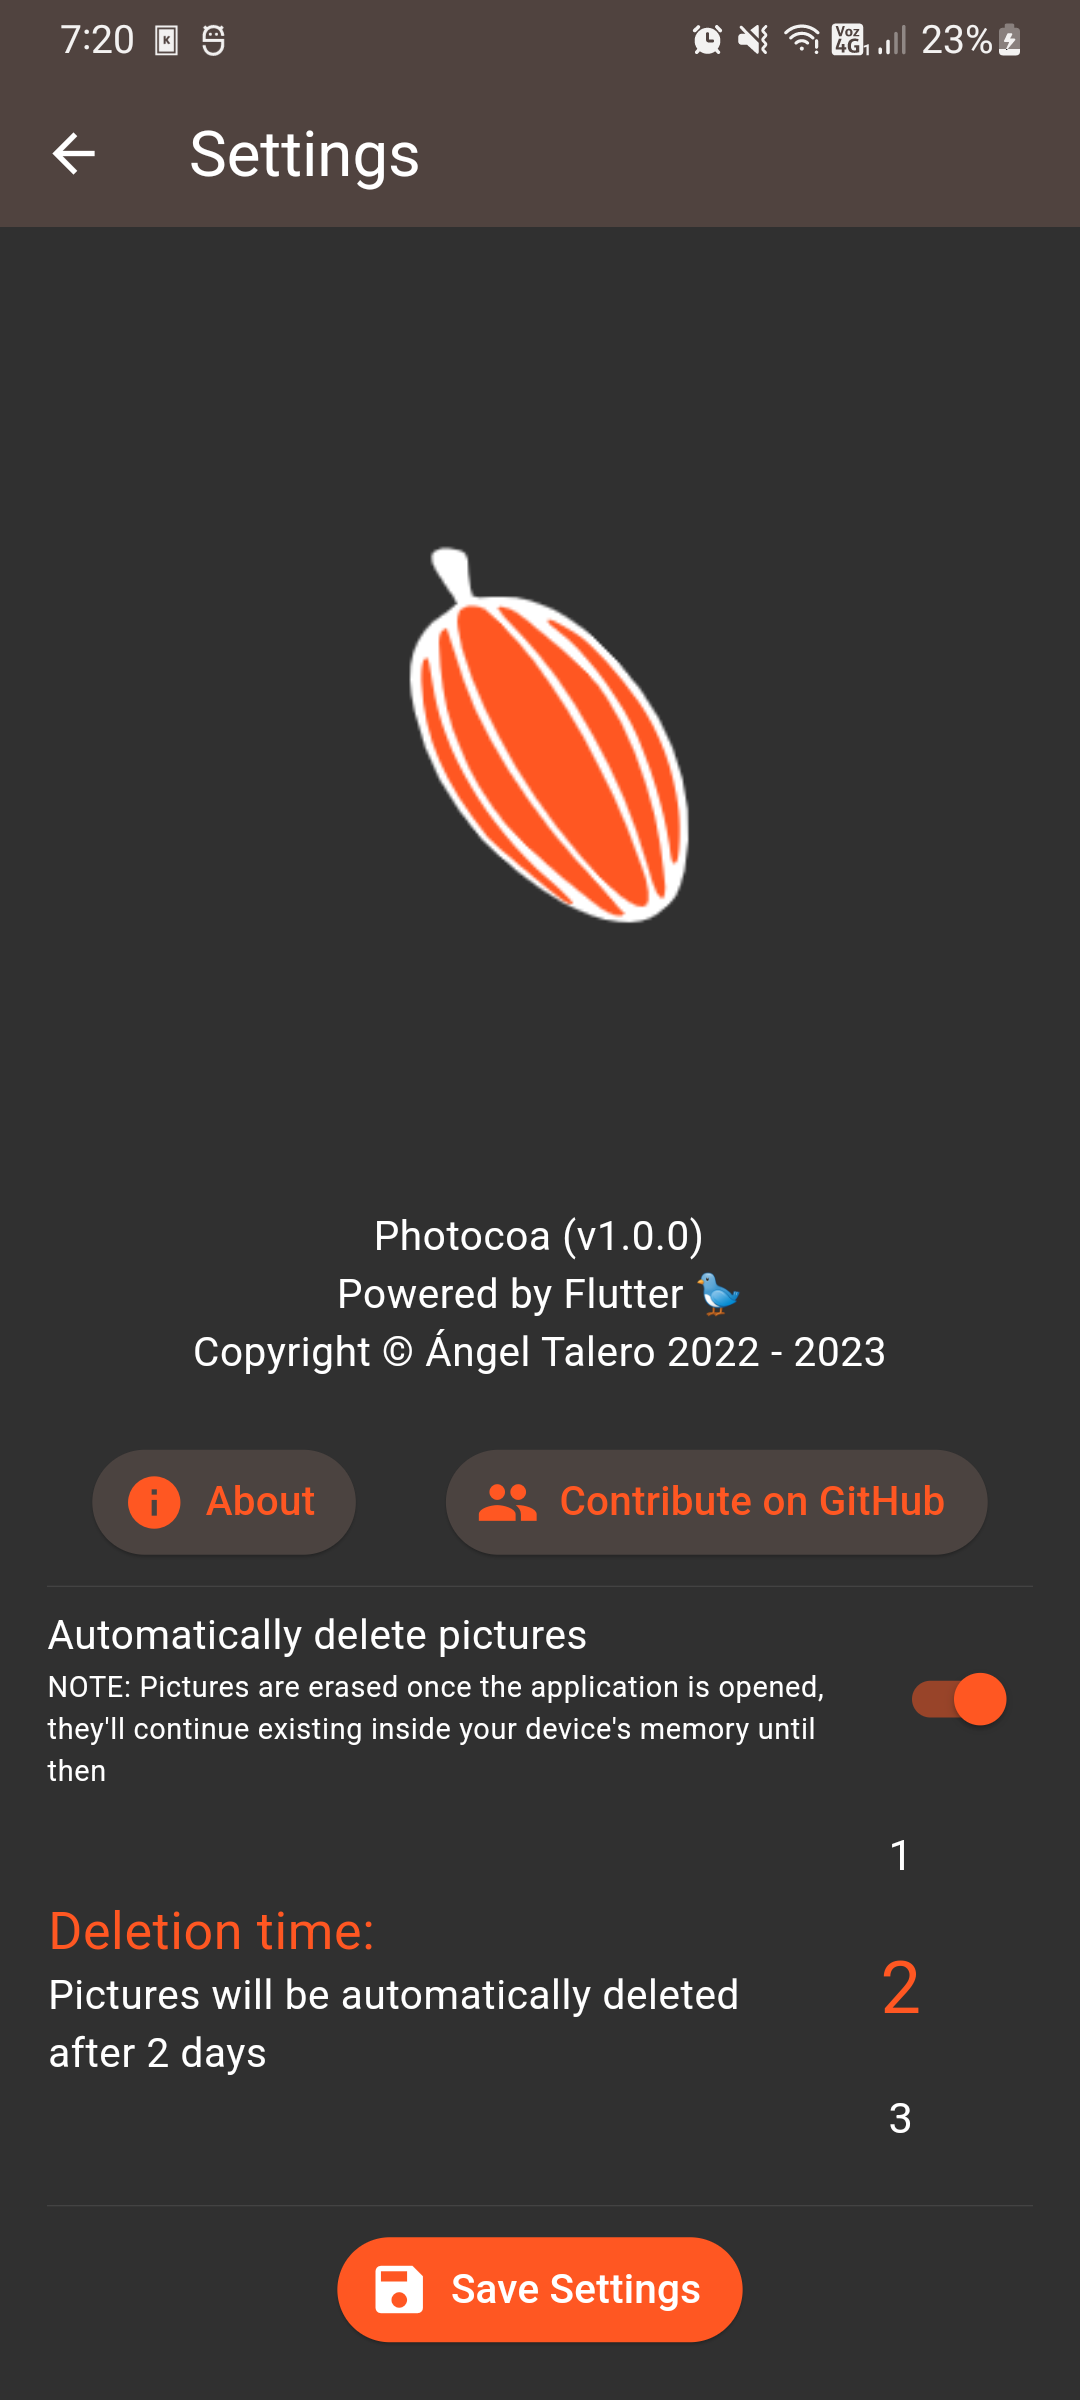 7:20 Voz 4G 1 23%
Settings
Photocoa (v1.0.0)
Powered by Flutter 🐦
Copyright © Ángel Talero 2022 - 2023
About
Contribute on GitHub
Automatically delete pictures
NOTE: Pictures are erased once the application is opened,
they'll continue existing inside your device's memory until
then
1
Deletion time:
2
Pictures will be automatically deleted
after 2 days
3
Save Settings